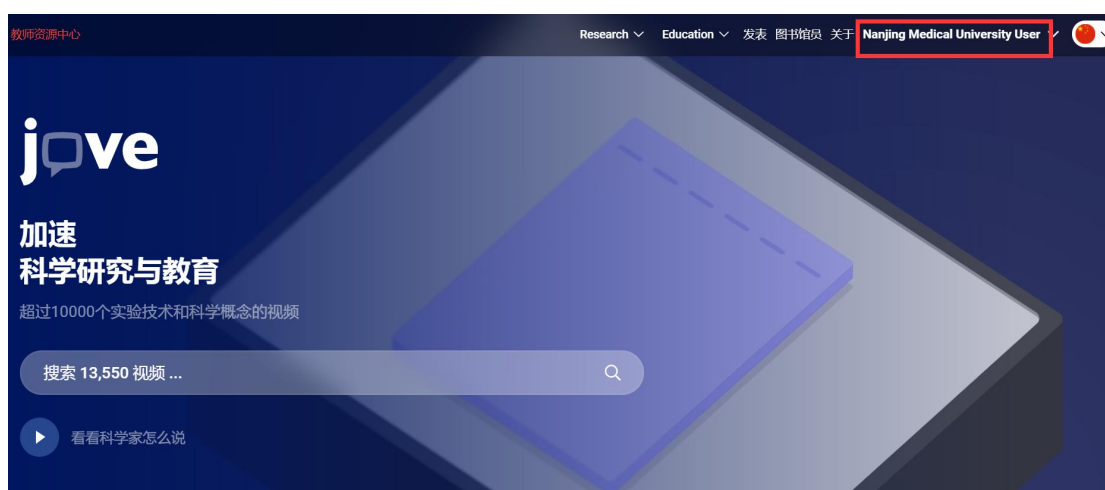 教师资源中心
Research Education 发表 图书馆员 关于 Nanjing Medical University User
jove
加速
科学研究与教育
超过10000个实验技术和科学概念的视频
搜索 13,550 视频 ...
看看科学家怎么说